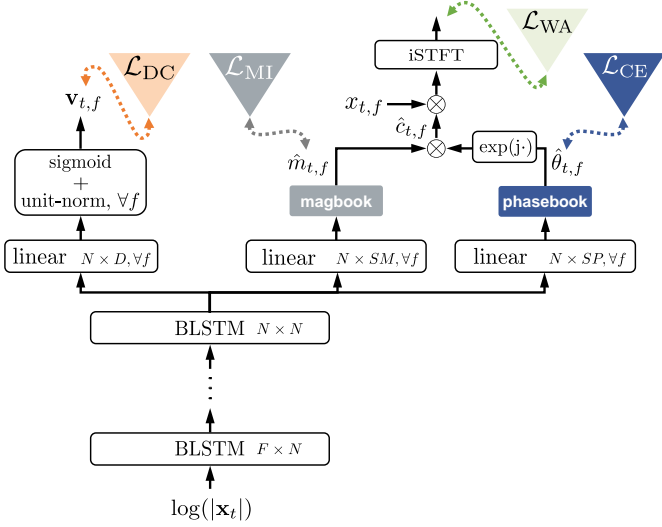 𝓛_DC
𝓛_MI
𝓛_WA
𝓛_CE
iSTFT
v_{t,f}
x_{t,f}
⊗
ĉ_{t,f}
⊗
exp(j·)
m̂_{t,f}
θ̂_{t,f}
sigmoid
+
unit-norm, ∀f
magbook
phasebook
linear N × D, ∀f
linear N × SM, ∀f
linear N × SP, ∀f
BLSTM N × N
BLSTM F × N
log(|x_t|)